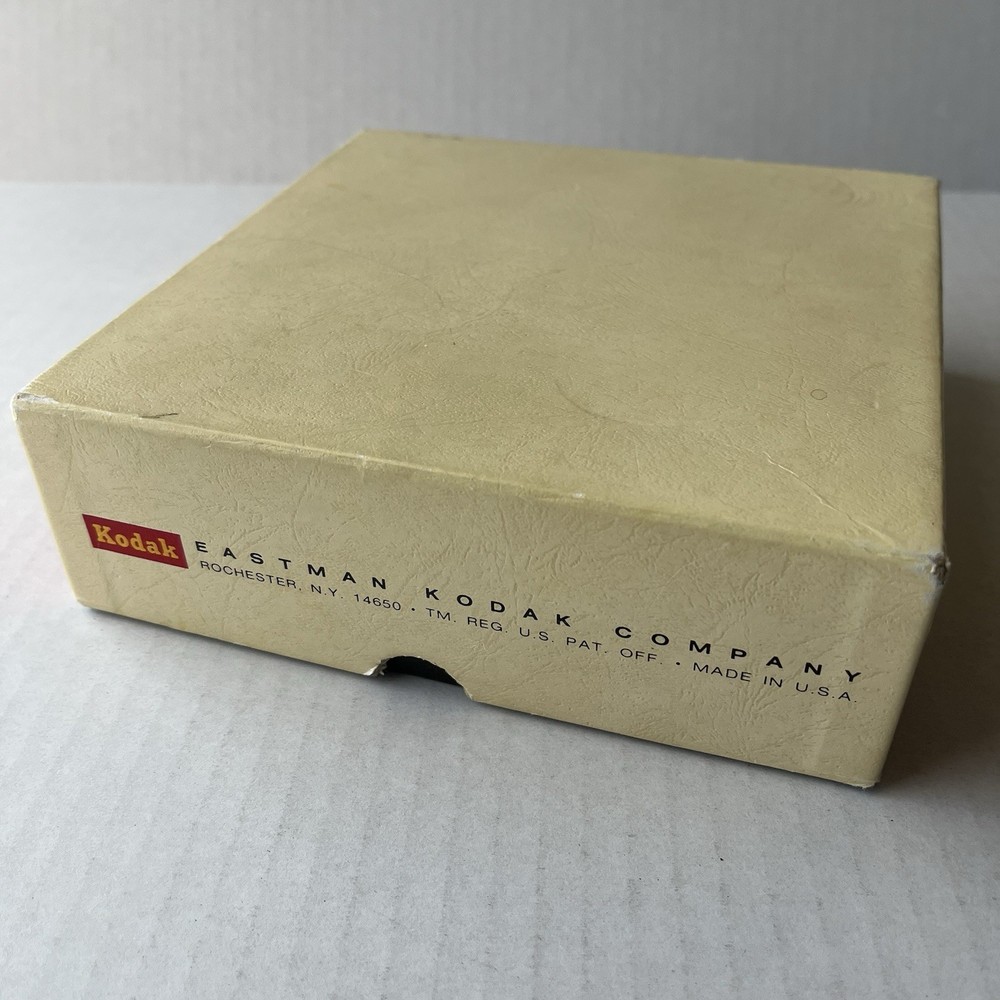 Kodak
EASTMAN KODAK COMPANY
ROCHESTER, N.Y. 14650 • TM. REG. U.S. PAT. OFF. • MADE IN U.S.A.